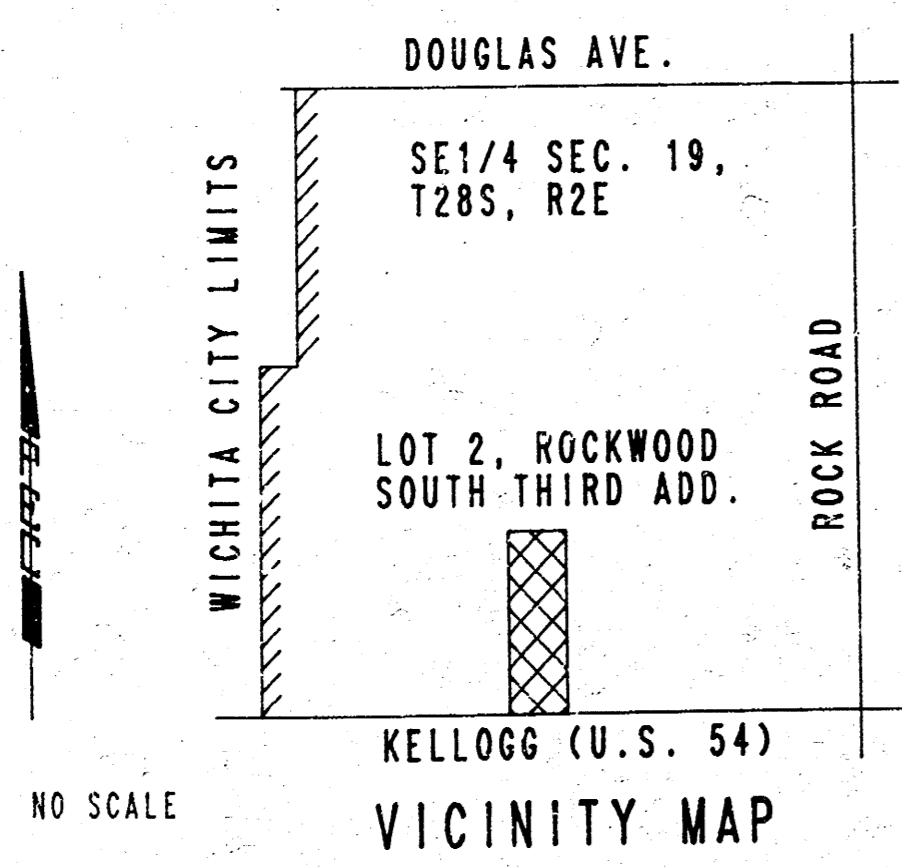 DOUGLAS AVE.
SE1/4 SEC. 19,
T28S, R2E
WICHITA CITY LIMITS
ROCK ROAD
LOT 2, ROCKWOOD
SOUTH THIRD ADD.
KELLOGG (U.S. 54)
NO SCALE
VICINITY MAP